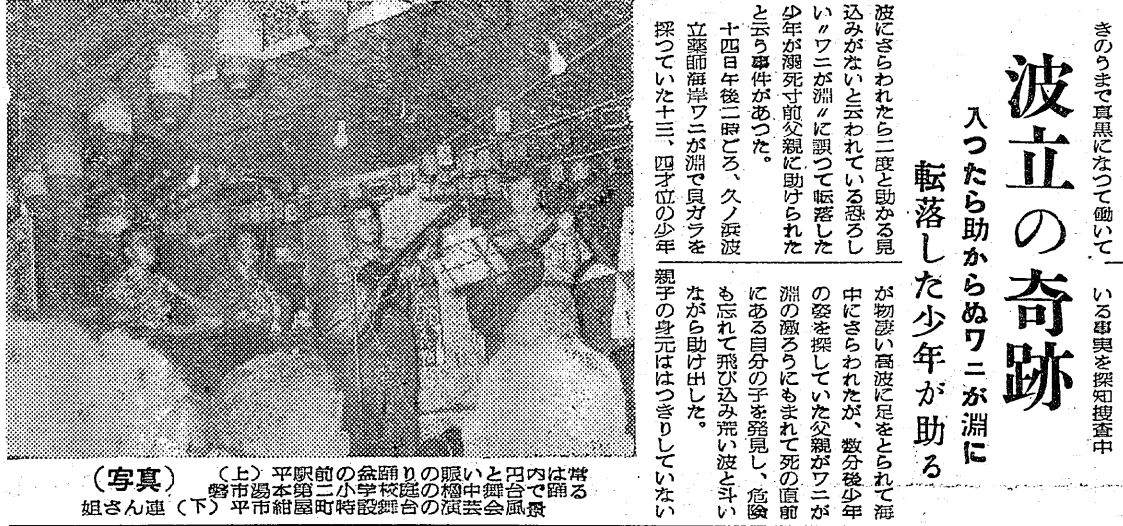 きのうまで真黒になつて働いて
いる事実を探知捜査中
波立の奇跡
入つたら助からぬワニが淵に
転落した少年が助る
波にさらわれたら二度と助かる見
込みがないと云われている恐ろし
い〃ワニが淵〃に誤つて転落した
少年が溺死寸前父親に助けられた
と云う事件があつた。
十四日午後二時ごろ、久ノ浜波
立薬師海岸ワニが淵で貝ガラを
採つていた十三、四才位の少年
が物凄い高波に足をとられて海
中にさらわれたが、数分後少年
の姿を探していた父親がワニが
淵の激ろうにもまれて死の直前
にある自分の子を発見し、危険
も忘れて飛び込み荒い波と斗い
ながら助け出した。
親子の身元ははつきりしていない
（写真）（上）平駅前の盆踊りの賑いと円内は常
磐市湯本第二小学校庭の櫓舞台で踊る
姐さん連（下）平市紺屋町特設舞台の演芸会風景